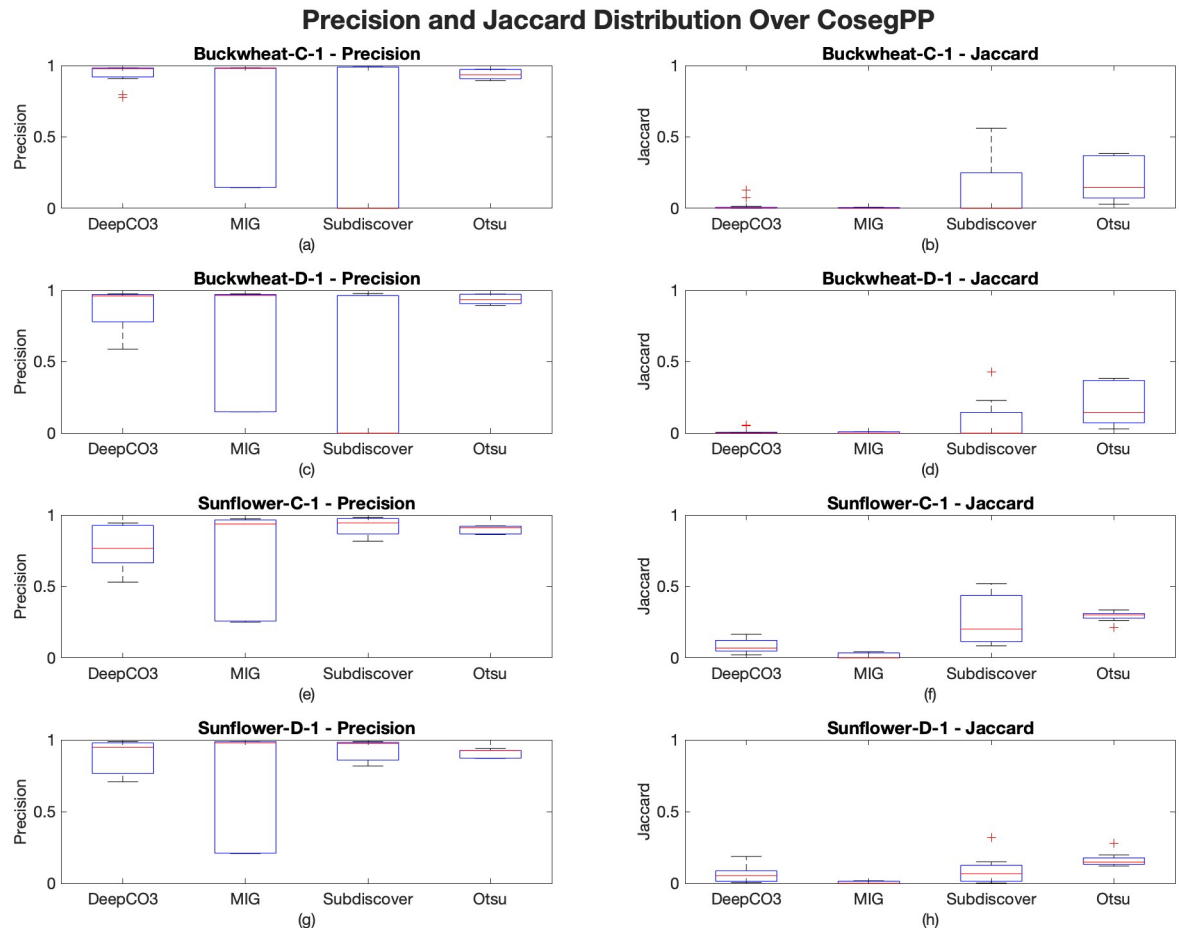 Precision and Jaccard Distribution Over CosegPP
Buckwheat-C-1 - Precision
1
0.5
0
Precision
DeepCO3 MIG Subdiscover Otsu
(a)
Buckwheat-C-1 - Jaccard
1
0.5
0
Jaccard
DeepCO3 MIG Subdiscover Otsu
(b)
Buckwheat-D-1 - Precision
1
0.5
0
Precision
DeepCO3 MIG Subdiscover Otsu
(c)
Buckwheat-D-1 - Jaccard
1
0.5
0
Jaccard
DeepCO3 MIG Subdiscover Otsu
(d)
Sunflower-C-1 - Precision
1
0.5
0
Precision
DeepCO3 MIG Subdiscover Otsu
(e)
Sunflower-C-1 - Jaccard
1
0.5
0
Jaccard
DeepCO3 MIG Subdiscover Otsu
(f)
Sunflower-D-1 - Precision
1
0.5
0
Precision
DeepCO3 MIG Subdiscover Otsu
(g)
Sunflower-D-1 - Jaccard
1
0.5
0
Jaccard
DeepCO3 MIG Subdiscover Otsu
(h)